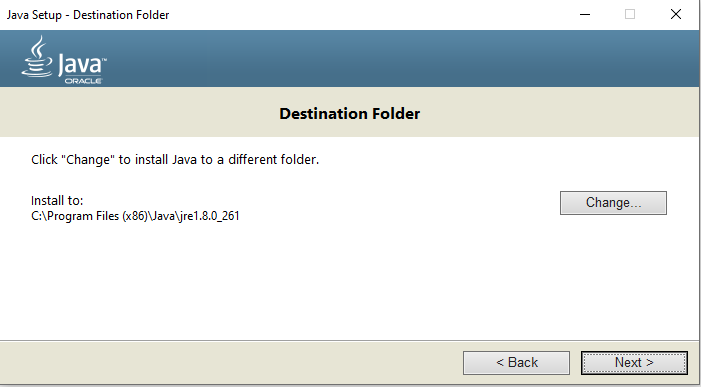 Java Setup - Destination Folder
Java™
ORACLE
Destination Folder
Click "Change" to install Java to a different folder.
Install to:
C:\Program Files (x86)\Java\jre1.8.0_261
Change...
< Back
Next >